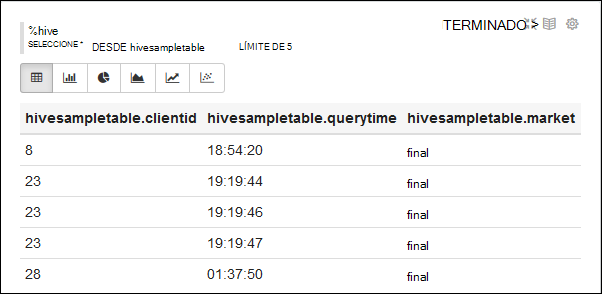 %hive
TERMINADO >
SELECCIONE * DESDE hivesampletable LÍMITE DE 5
hivesampletable.clientid hivesampletable.querytime hivesampletable.market
8 18:54:20 final
23 19:19:44 final
23 19:19:46 final
23 19:19:47 final
28 01:37:50 final